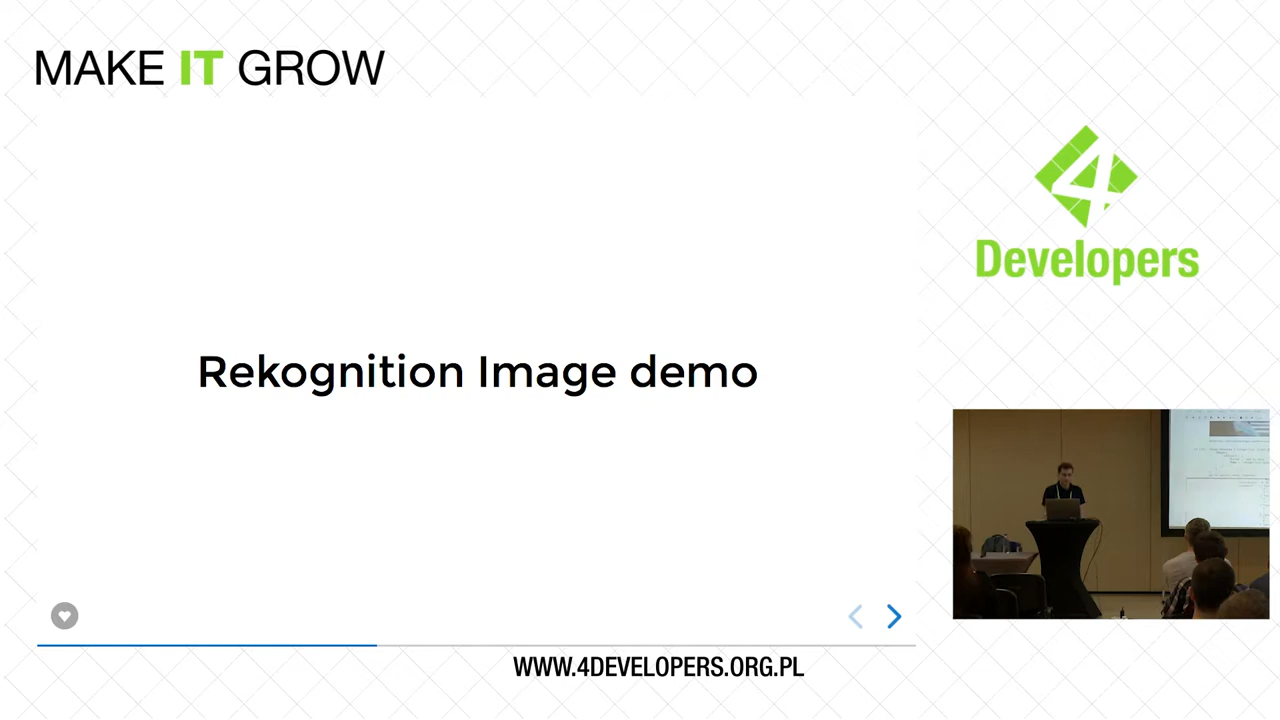 MAKE IT GROW
4
Developers
Rekognition Image demo
WWW.4DEVELOPERS.ORG.PL